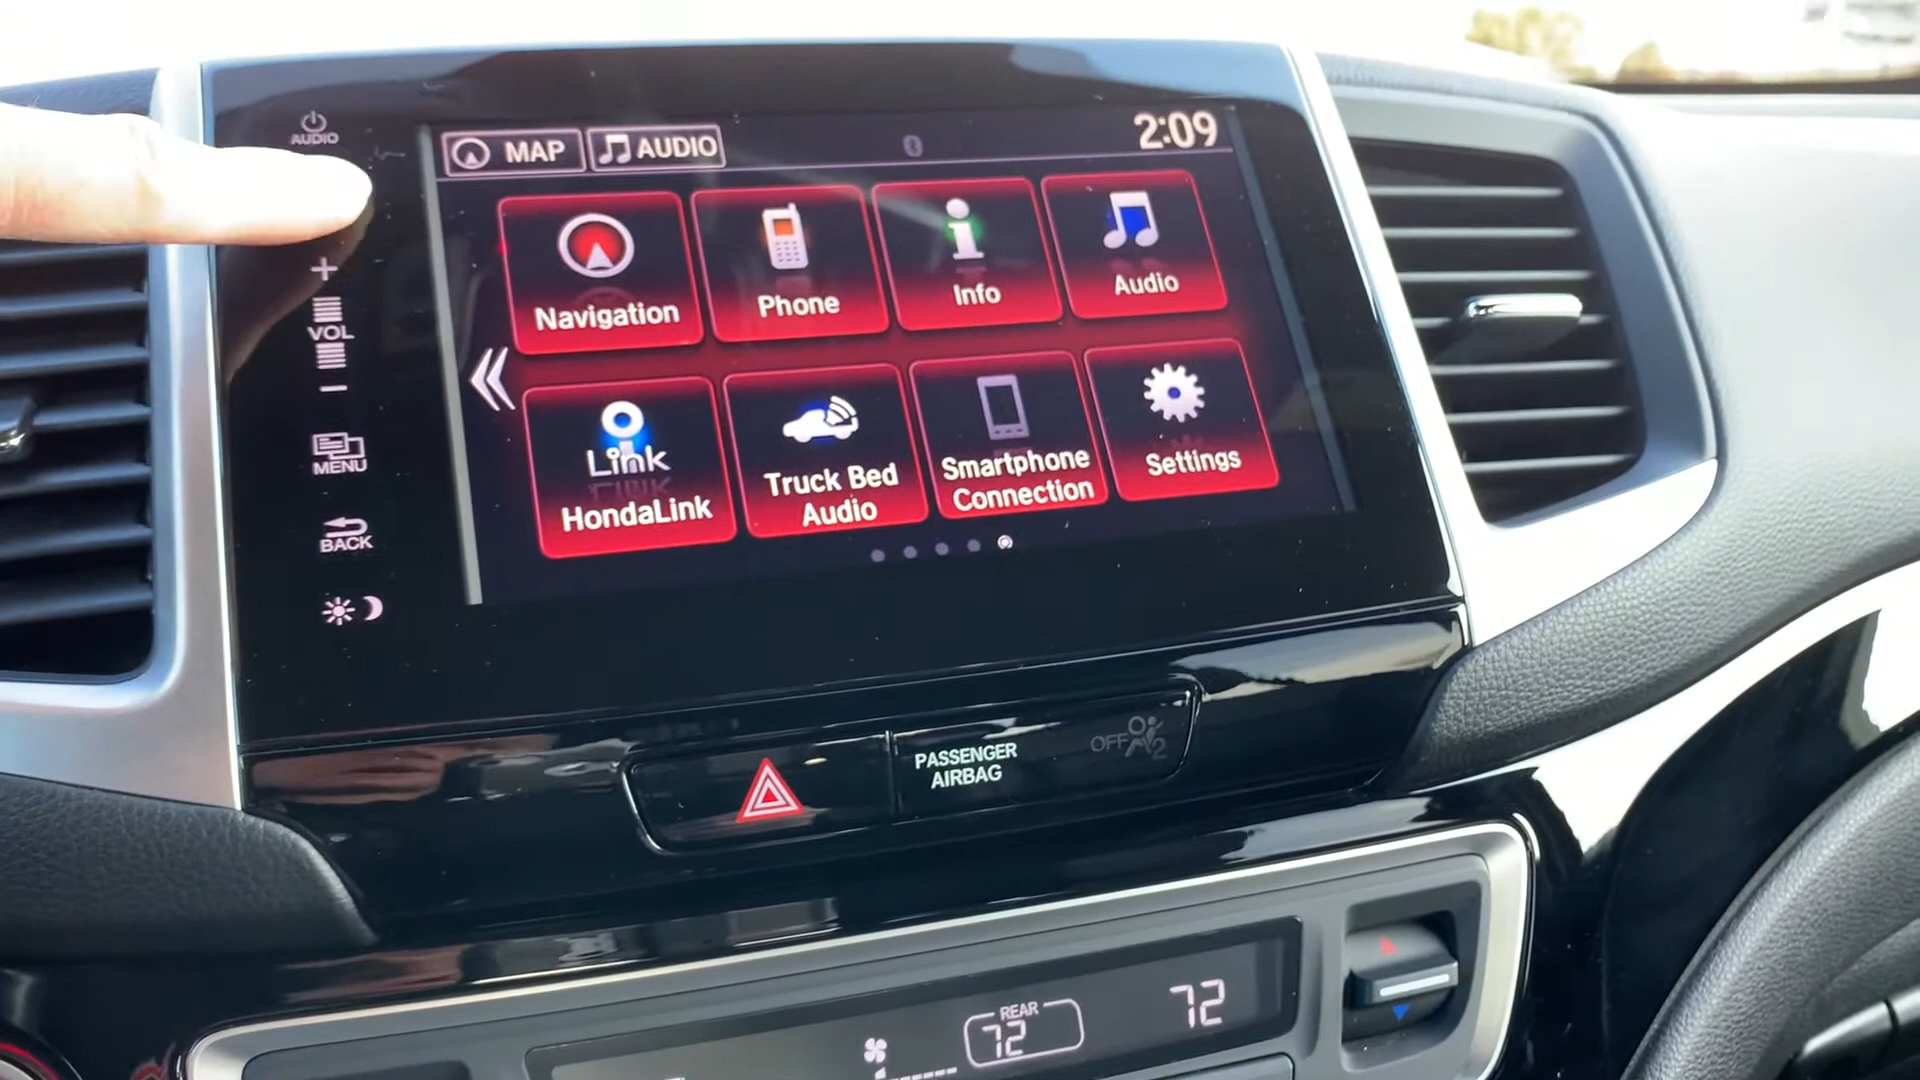 AUDIO
MAP
AUDIO
2:09
Navigation
Phone
Info
Audio
+
VOL
−
MENU
BACK
Link
HondaLink
Truck Bed
Audio
Smartphone
Connection
Settings
PASSENGER
AIRBAG
OFF
2
REAR
72
72